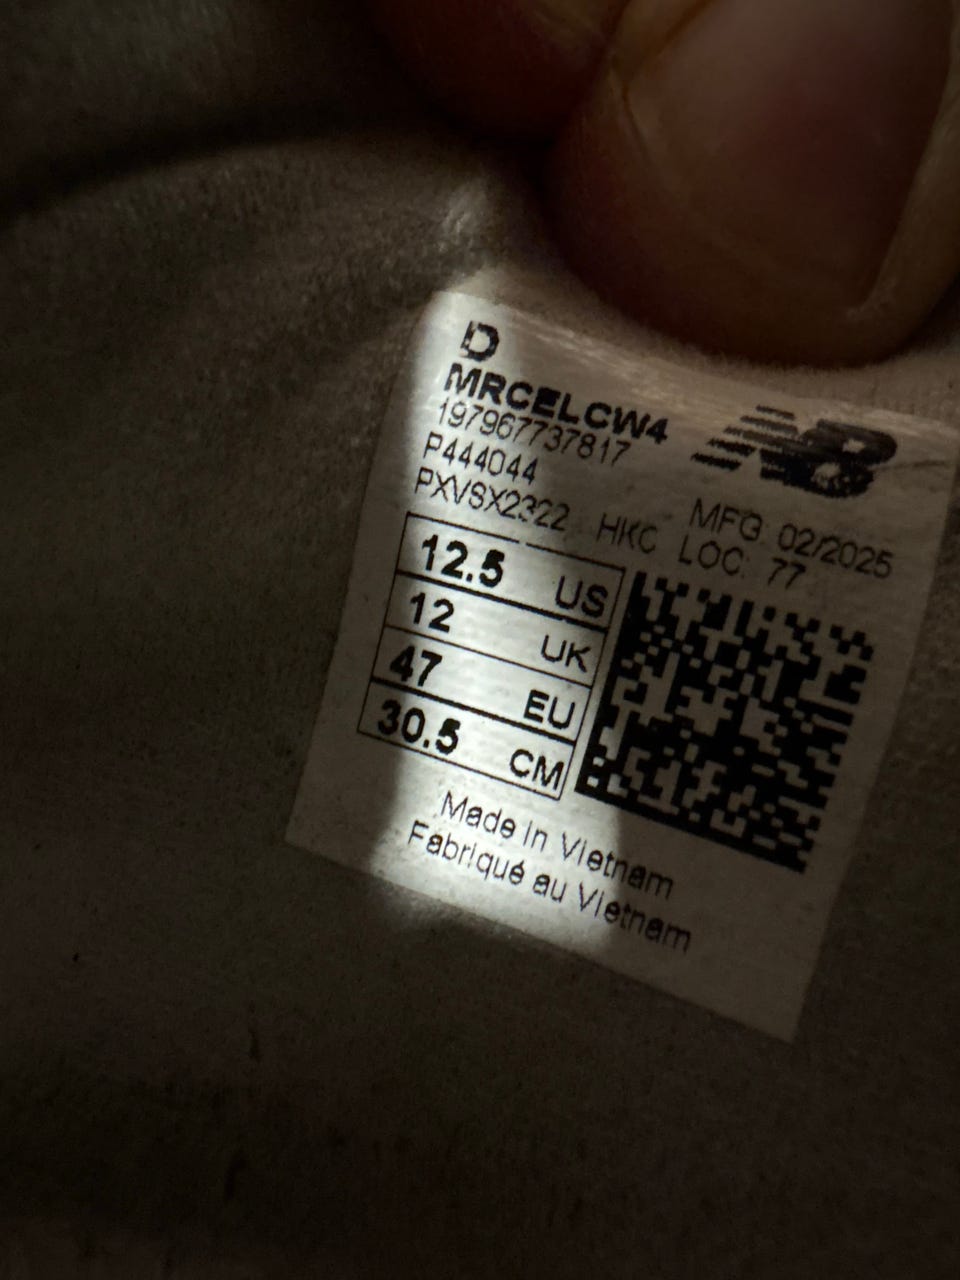 D
MRCELCW4
197967737817
P444044
PXVSX2322 HKC
NB
MFG 02/2025
LOC: 77
12.5 US
12 UK
47 EU
30.5 CM
Made in Vietnam
Fabriqué au Vietnam